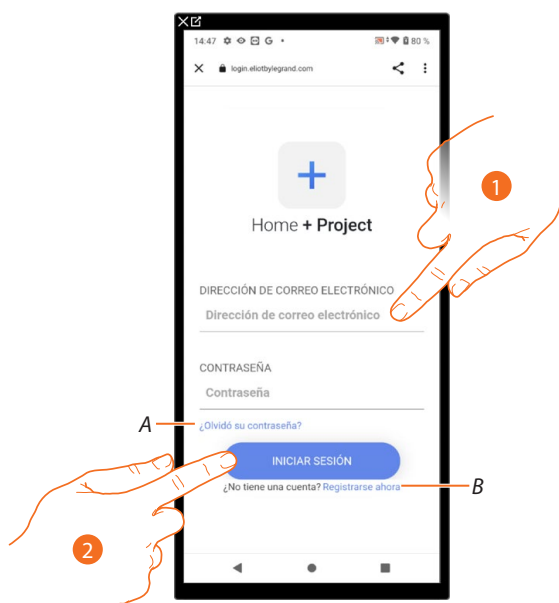 14:47
80 %
login.eliotbylegrand.com
Home + Project
1
DIRECCIÓN DE CORREO ELECTRÓNICO
Dirección de correo electrónico
CONTRASEÑA
Contraseña
A
¿Olvidó su contraseña?
INICIAR SESIÓN
¿No tiene una cuenta? Registrarse ahora
B
2